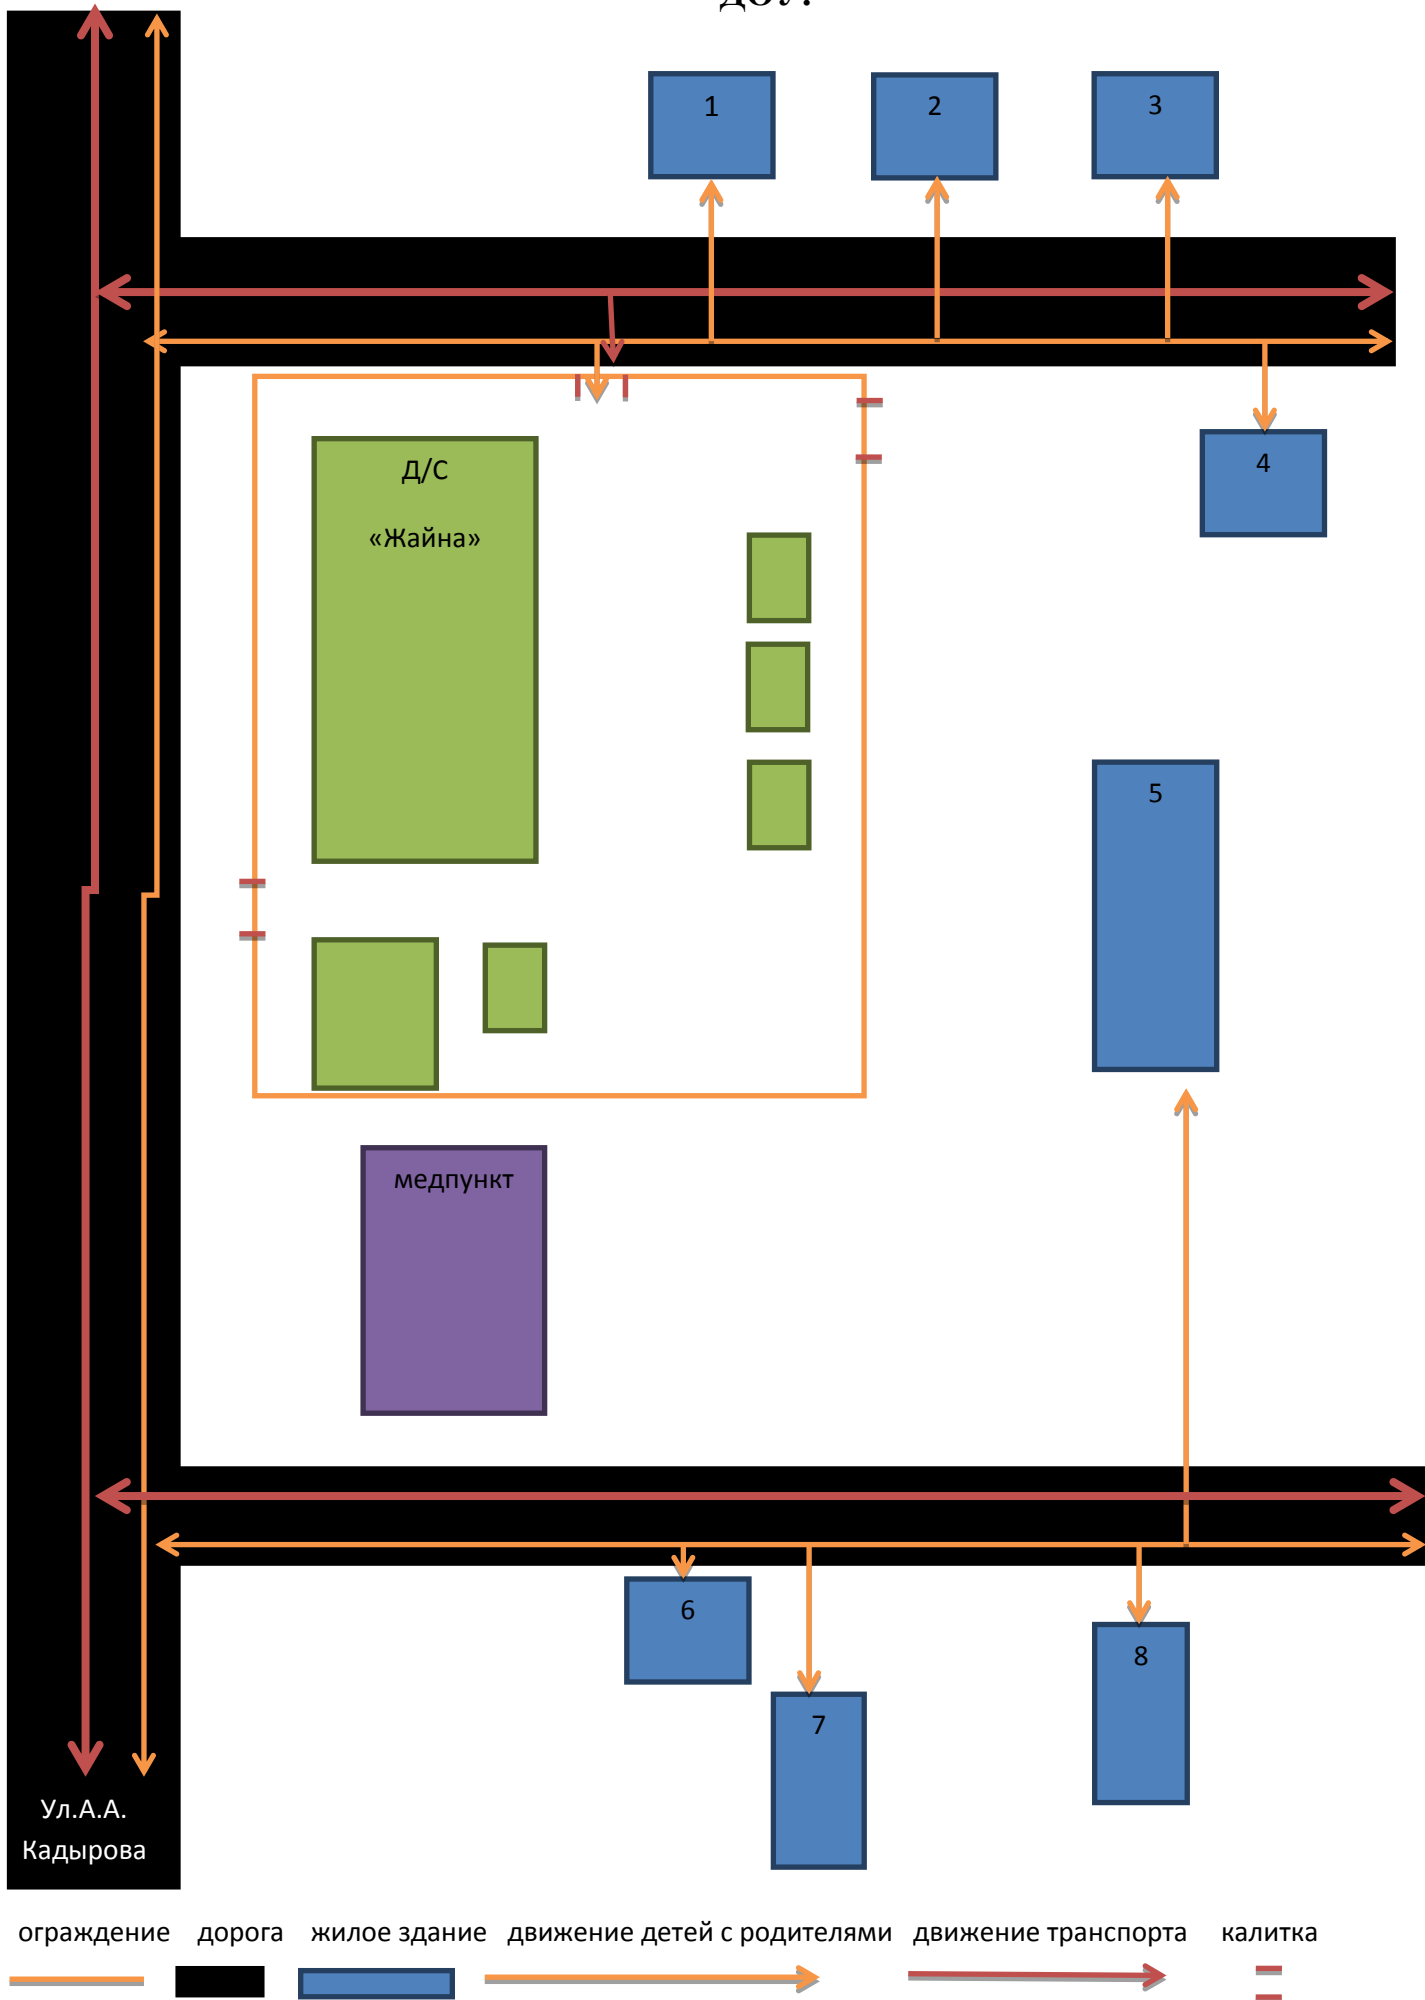 ДОУ.
1
2
3
Д/С
«Жайна»
4
5
медпункт
6
7
8
Ул.А.А.
Кадырова
ограждение дорога жилое здание движение детей с родителями движение транспорта калитка